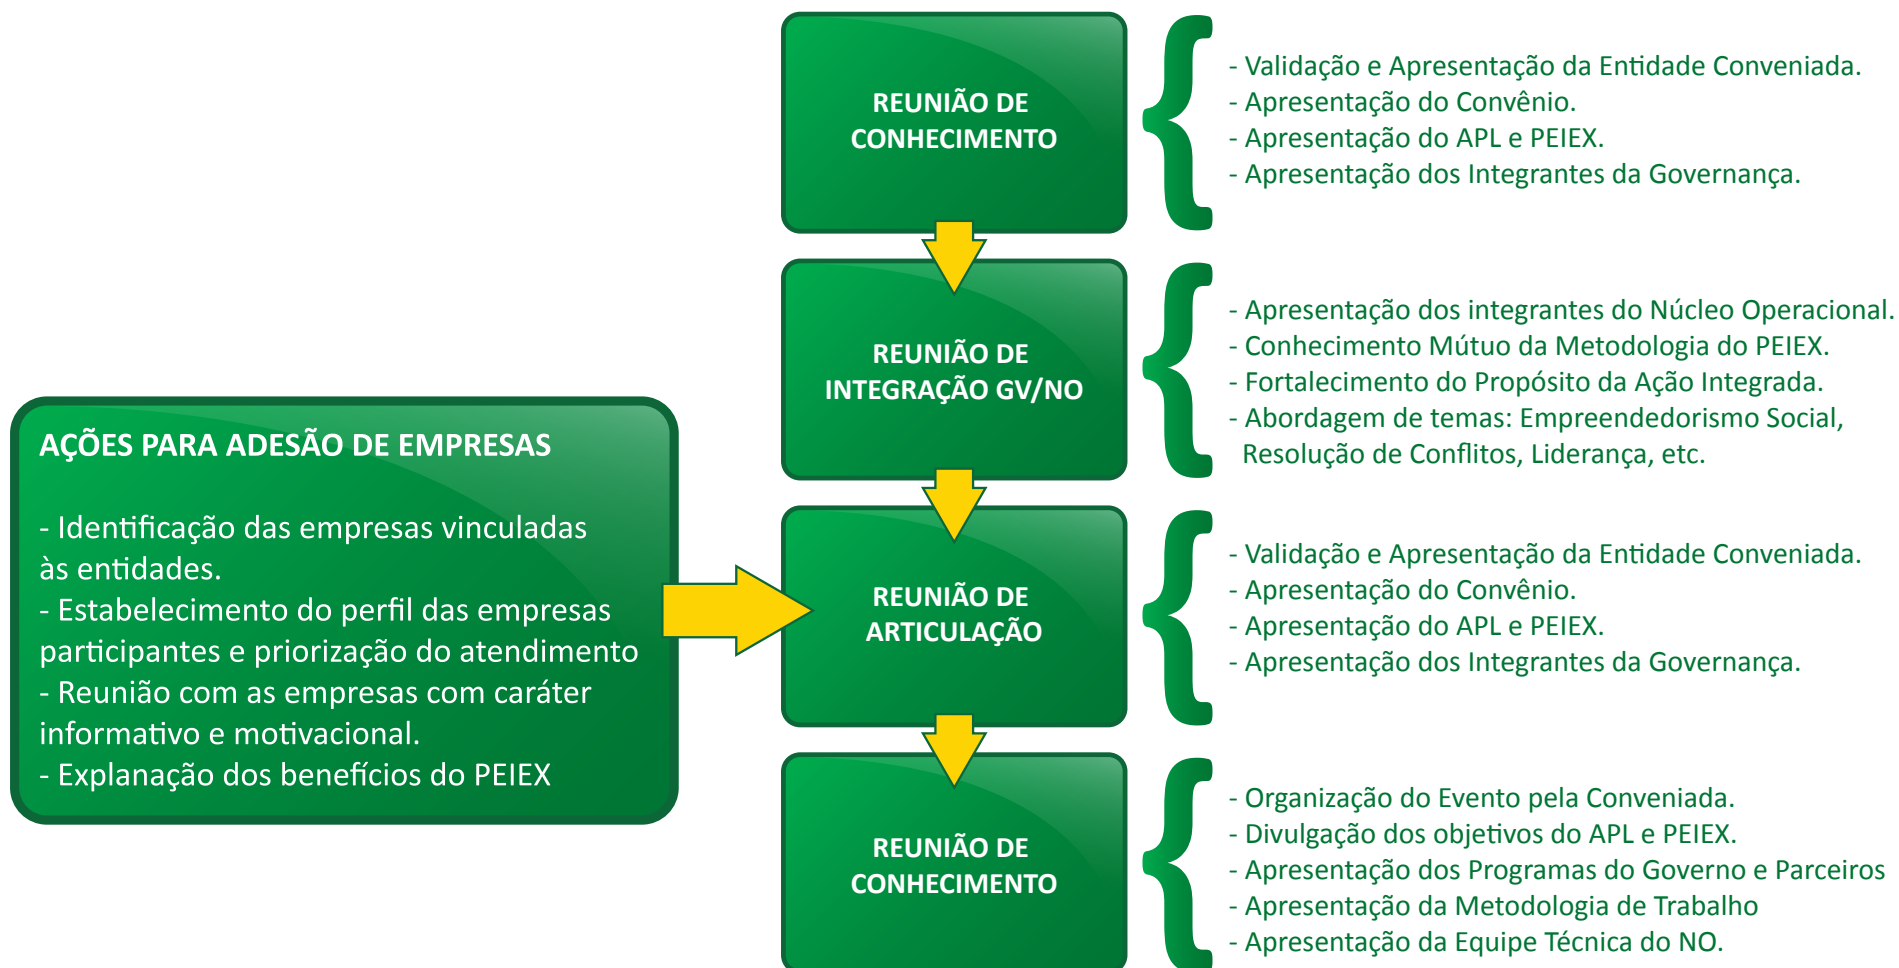 REUNIÃO DE
CONHECIMENTO
- Validação e Apresentação da Entidade Conveniada.
- Apresentação do Convênio.
- Apresentação do APL e PEIEX.
- Apresentação dos Integrantes da Governança.
REUNIÃO DE
INTEGRAÇÃO GV/NO
- Apresentação dos integrantes do Núcleo Operacional.
- Conhecimento Mútuo da Metodologia do PEIEX.
- Fortalecimento do Propósito da Ação Integrada.
- Abordagem de temas: Empreendedorismo Social,
Resolução de Conflitos, Liderança, etc.
AÇÕES PARA ADESÃO DE EMPRESAS
- Identificação das empresas vinculadas
às entidades.
- Estabelecimento do perfil das empresas
participantes e priorização do atendimento
- Reunião com as empresas com caráter
informativo e motivacional.
- Explanação dos benefícios do PEIEX
REUNIÃO DE
ARTICULAÇÃO
- Validação e Apresentação da Entidade Conveniada.
- Apresentação do Convênio.
- Apresentação do APL e PEIEX.
- Apresentação dos Integrantes da Governança.
REUNIÃO DE
CONHECIMENTO
- Organização do Evento pela Conveniada.
- Divulgação dos objetivos do APL e PEIEX.
- Apresentação dos Programas do Governo e Parceiros
- Apresentação da Metodologia de Trabalho
- Apresentação da Equipe Técnica do NO.